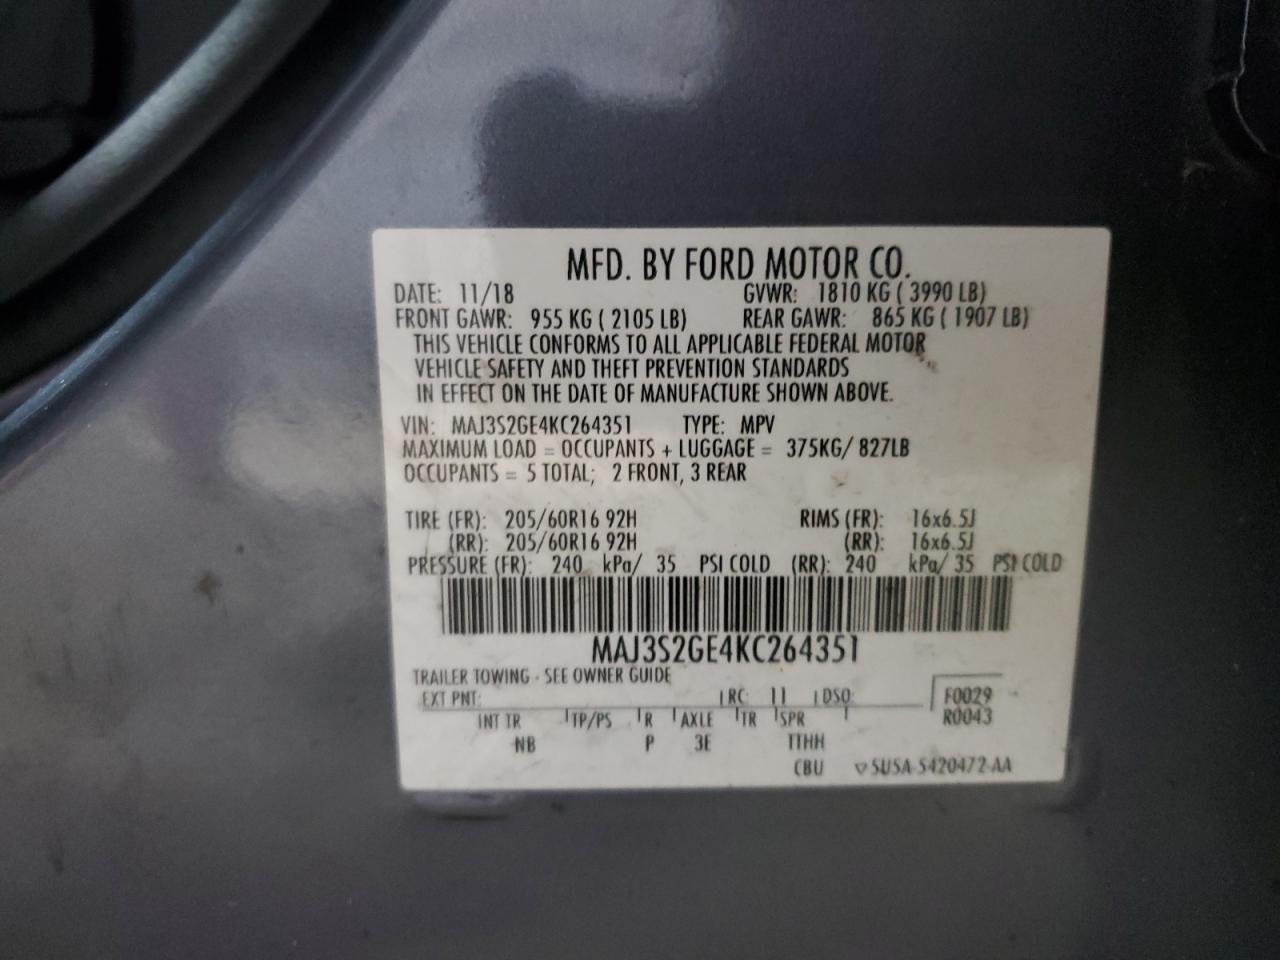 MFD. BY FORD MOTOR CO.
DATE: 11/18 GVWR: 1810 KG ( 3990 LB)
FRONT GAWR: 955 KG ( 2105 LB) REAR GAWR: 865 KG ( 1907 LB)
THIS VEHICLE CONFORMS TO ALL APPLICABLE FEDERAL MOTOR
VEHICLE SAFETY AND THEFT PREVENTION STANDARDS
IN EFFECT ON THE DATE OF MANUFACTURE SHOWN ABOVE.
VIN: MAJ3S2GE4KC264351 TYPE: MPV
MAXIMUM LOAD = OCCUPANTS + LUGGAGE = 375KG/ 827LB
OCCUPANTS = 5 TOTAL; 2 FRONT, 3 REAR
TIRE (FR): 205/60R16 92H RIMS (FR): 16x6.5J
(RR): 205/60R16 92H (RR): 16x6.5J
PRESSURE (FR): 240 kPa/ 35 PSI COLD (RR): 240 kPa/ 35 PSI COLD
MAJ3S2GE4KC264351
TRAILER TOWING - SEE OWNER GUIDE
EXT PNT: RC: 11 DSO: F0029
INT TR TP/PS R AXLE TR SPR R0043
NB P 3E TTHH
CBU ▽ SU5A-5420472-AA